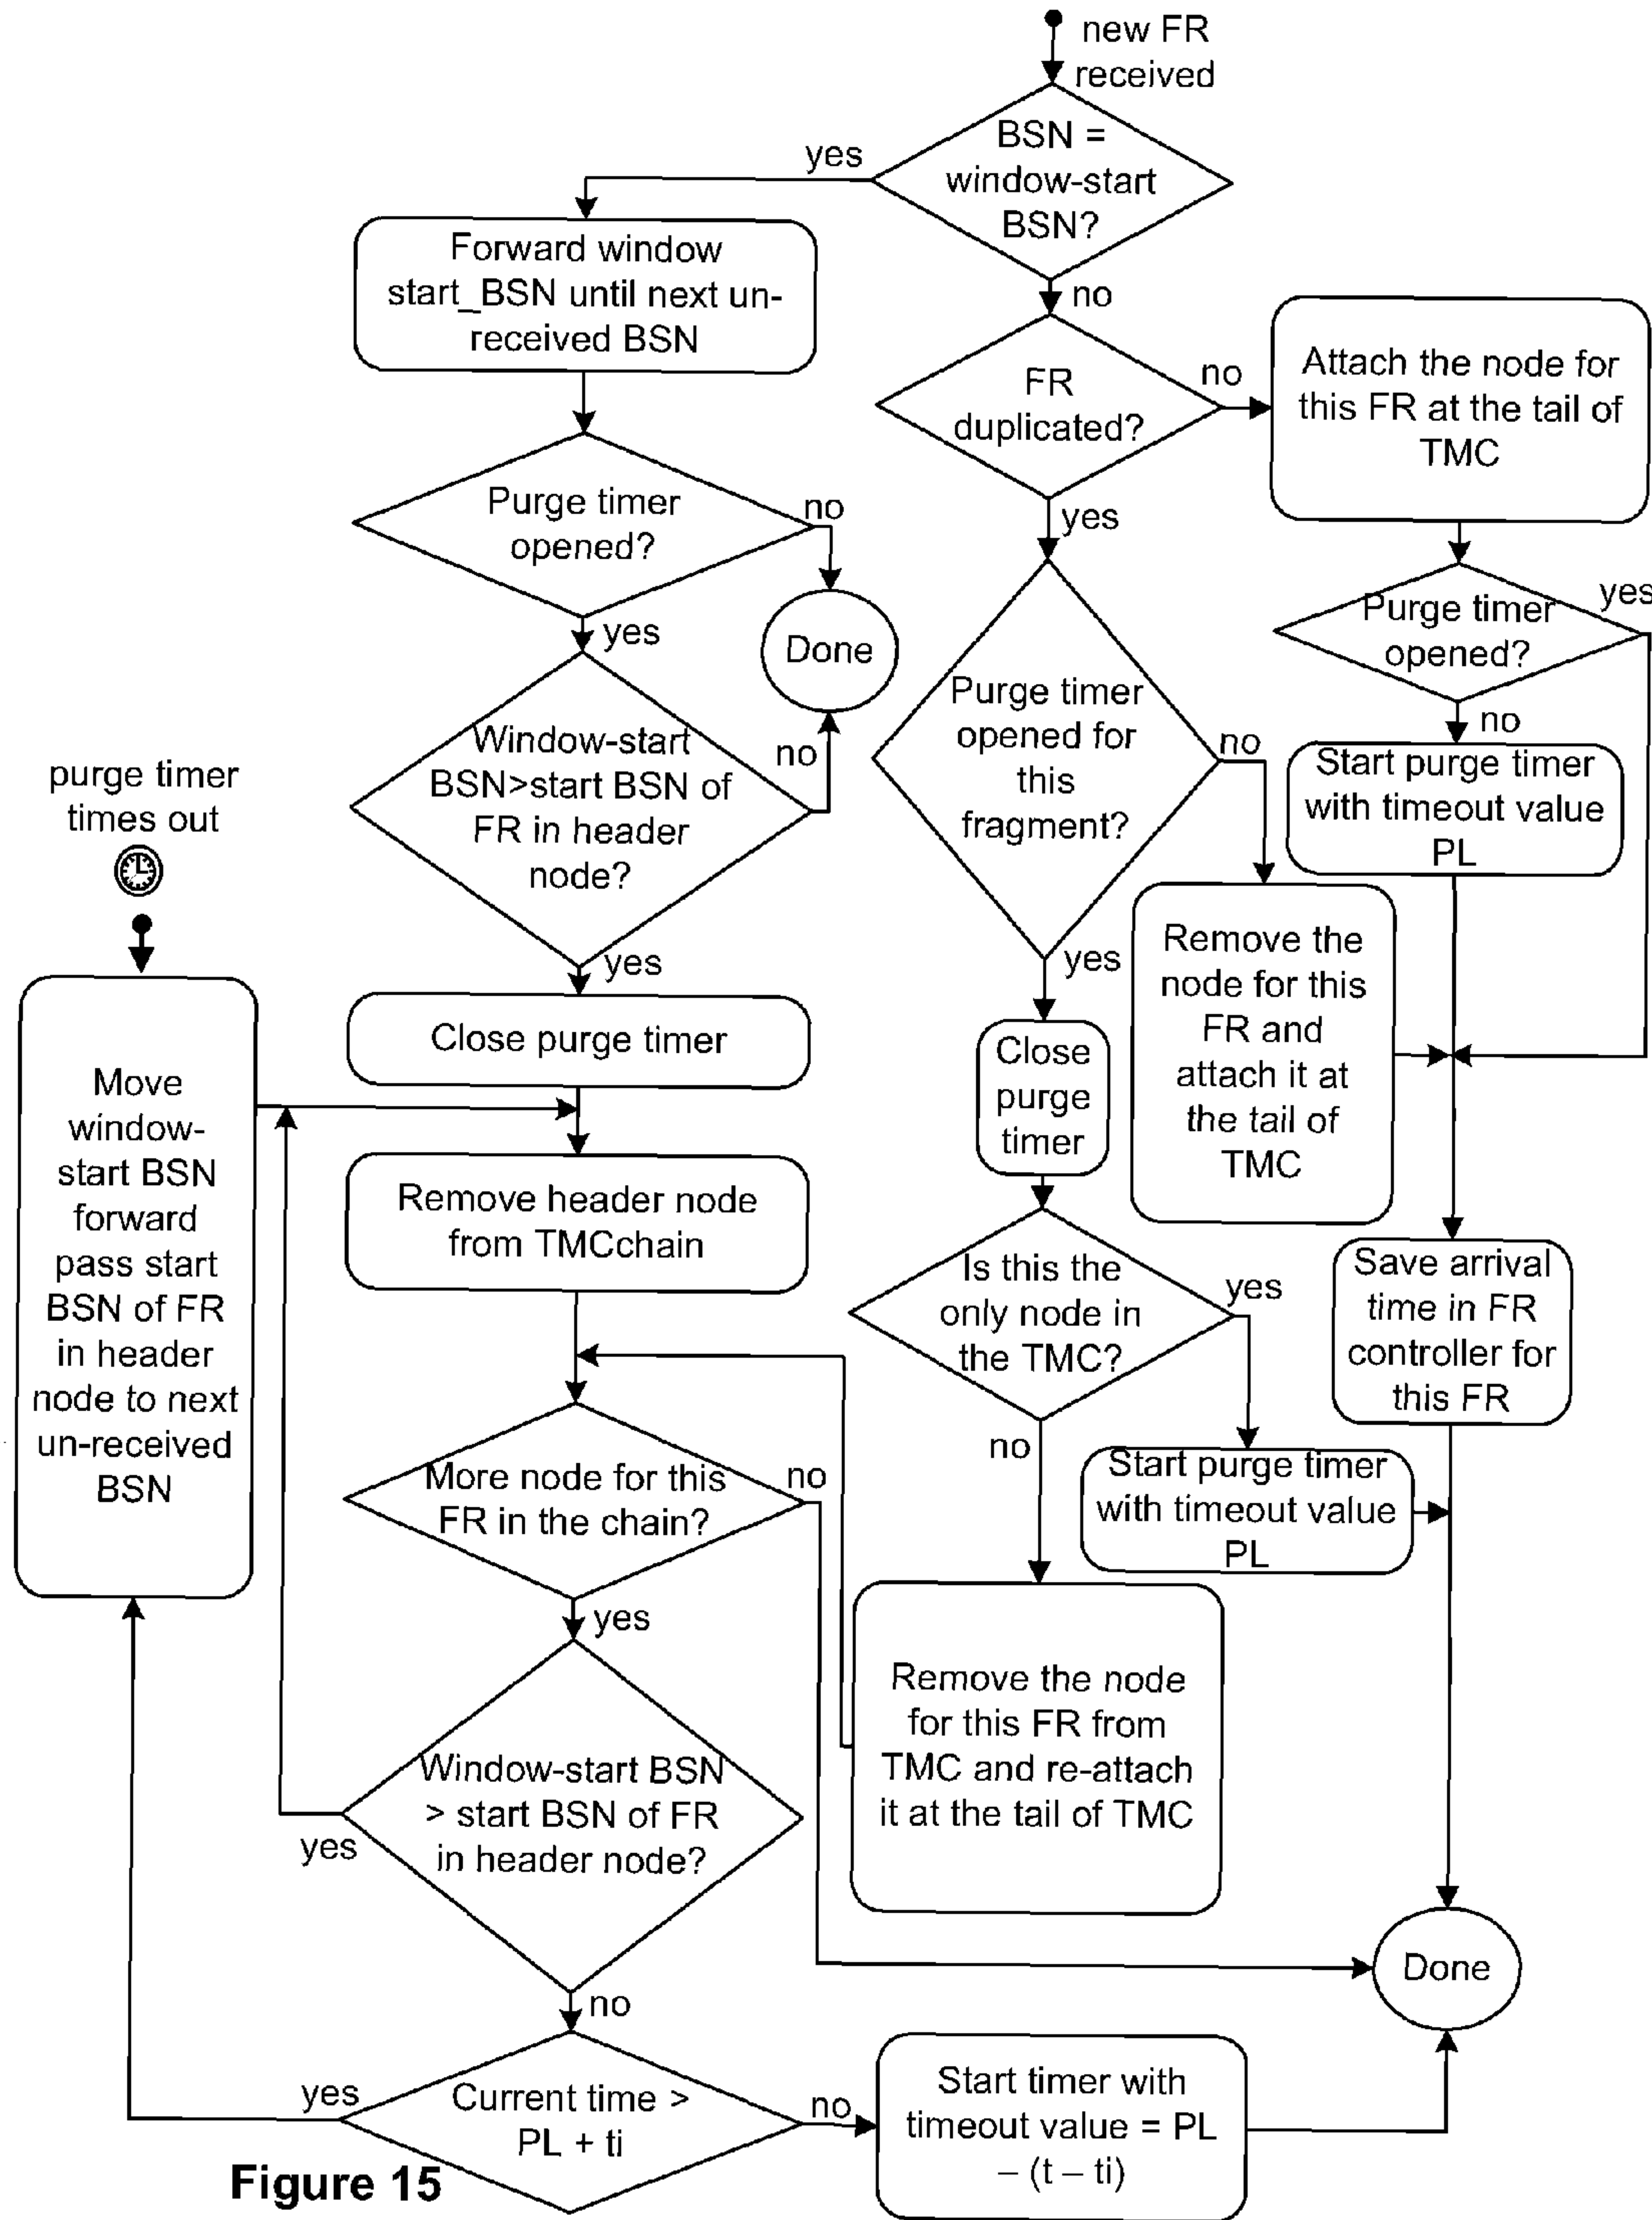 new FR
received
BSN =
window-start
BSN?
yes
no
Forward window
start_BSN until next un-
received BSN
FR
duplicated?
no
yes
Attach the node for
this FR at the tail of
TMC
Purge timer
opened?
no
yes
Done
Purge timer
opened?
yes
no
Purge timer
opened for
this
fragment?
no
yes
Start purge timer
with timeout value
PL
Window-start
BSN>start BSN of
FR in header
node?
no
yes
purge timer
times out
Move
window-
start BSN
forward
pass start
BSN of FR
in header
node to next
un-received
BSN
Close purge timer
Close
purge
timer
Remove the
node for this
FR and
attach it at
the tail of
TMC
Remove header node
from TMCchain
Is this the
only node in
the TMC?
yes
no
Save arrival
time in FR
controller for
this FR
More node for this
FR in the chain?
no
yes
Start purge timer
with timeout value
PL
Remove the node
for this FR from
TMC and re-attach
it at the tail of TMC
Window-start BSN
> start BSN of FR
in header node?
yes
no
Done
Current time >
PL + ti
yes
no
Start timer with
timeout value = PL
– (t – ti)
Figure 15